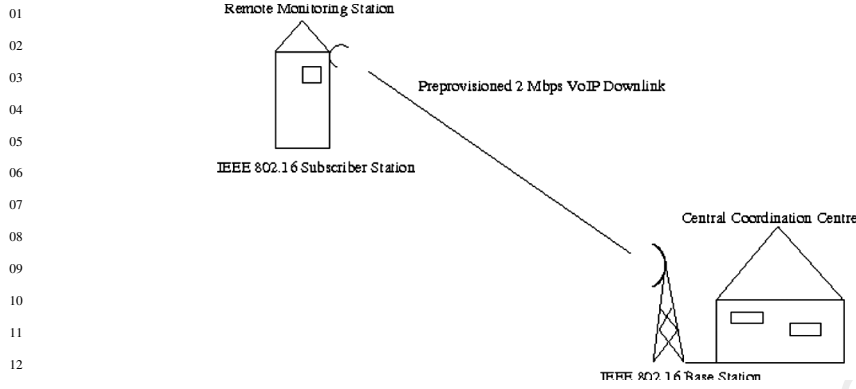 01
Remote Monitoring Station
02
03
Preprovisioned 2 Mbps VoIP Downlink
04
05
IEEE 802.16 Subscriber Station
06
07
Central Coordination Centre
08
09
10
11
12
IEEE 802.16 Base Station